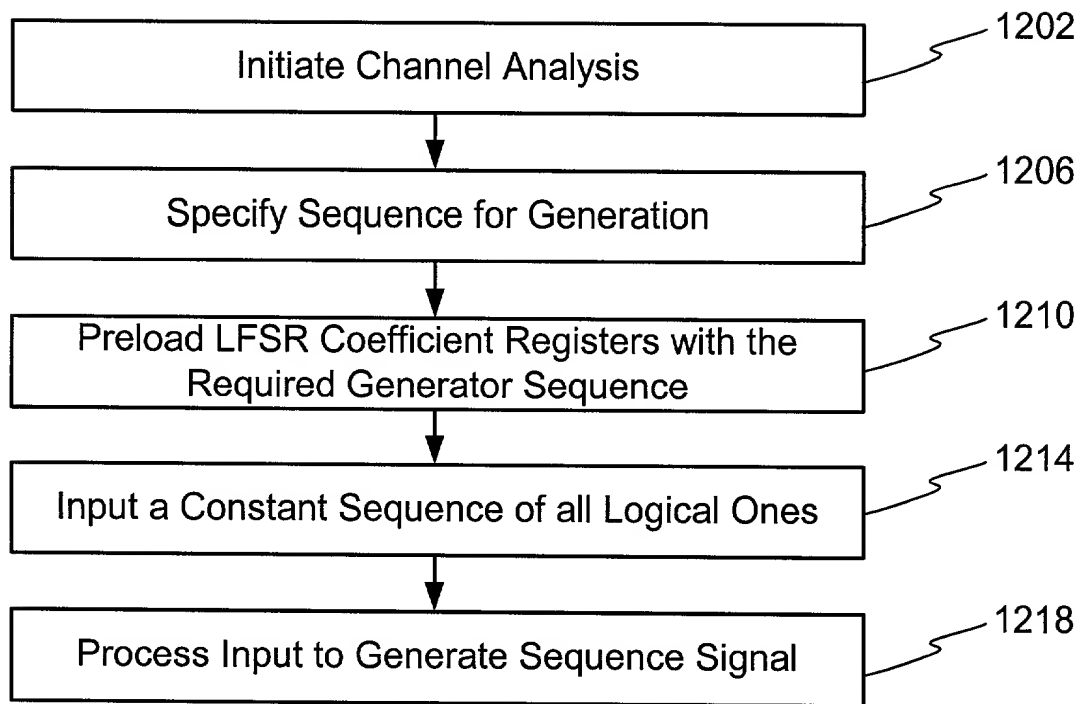 1202
Initiate Channel Analysis
1206
Specify Sequence for Generation
1210
Preload LFSR Coefficient Registers with the
Required Generator Sequence
1214
Input a Constant Sequence of all Logical Ones
1218
Process Input to Generate Sequence Signal